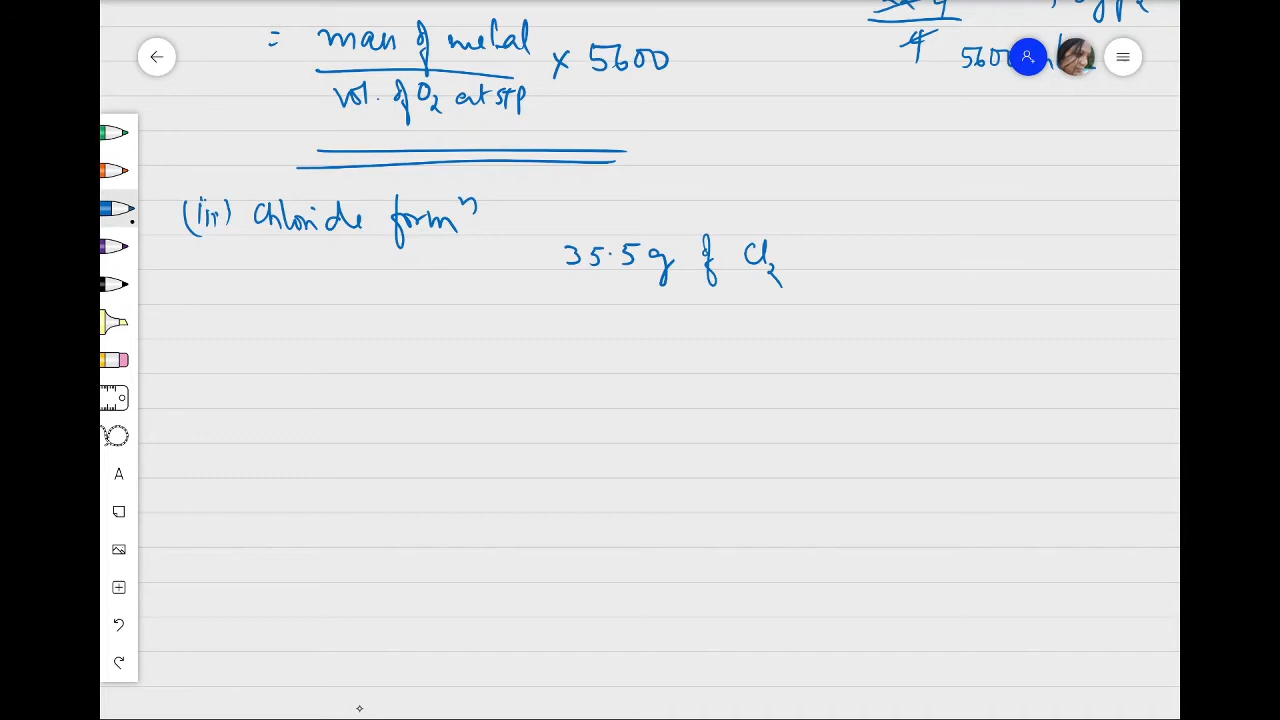 = mass of metal / vol. of O2 at stp × 5600
4
5600
(iii) Chloride formⁿ
35.5 g of Cl2
A